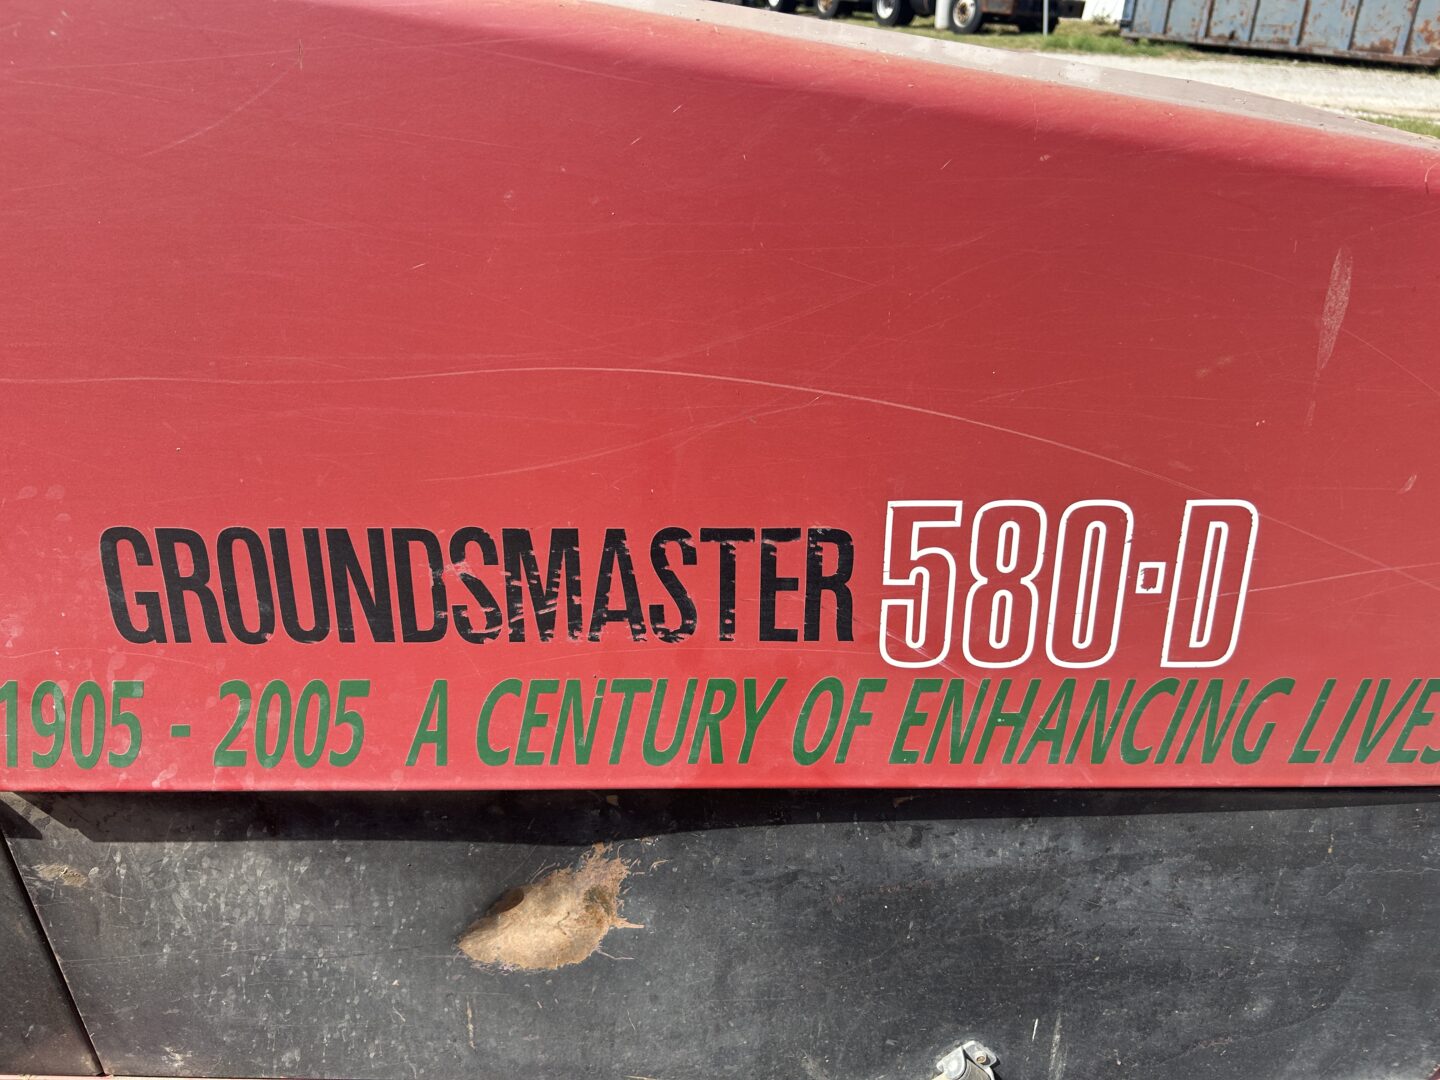 GROUNDSMASTER 580·D
1905 - 2005 A CENTURY OF ENHANCING LIVES